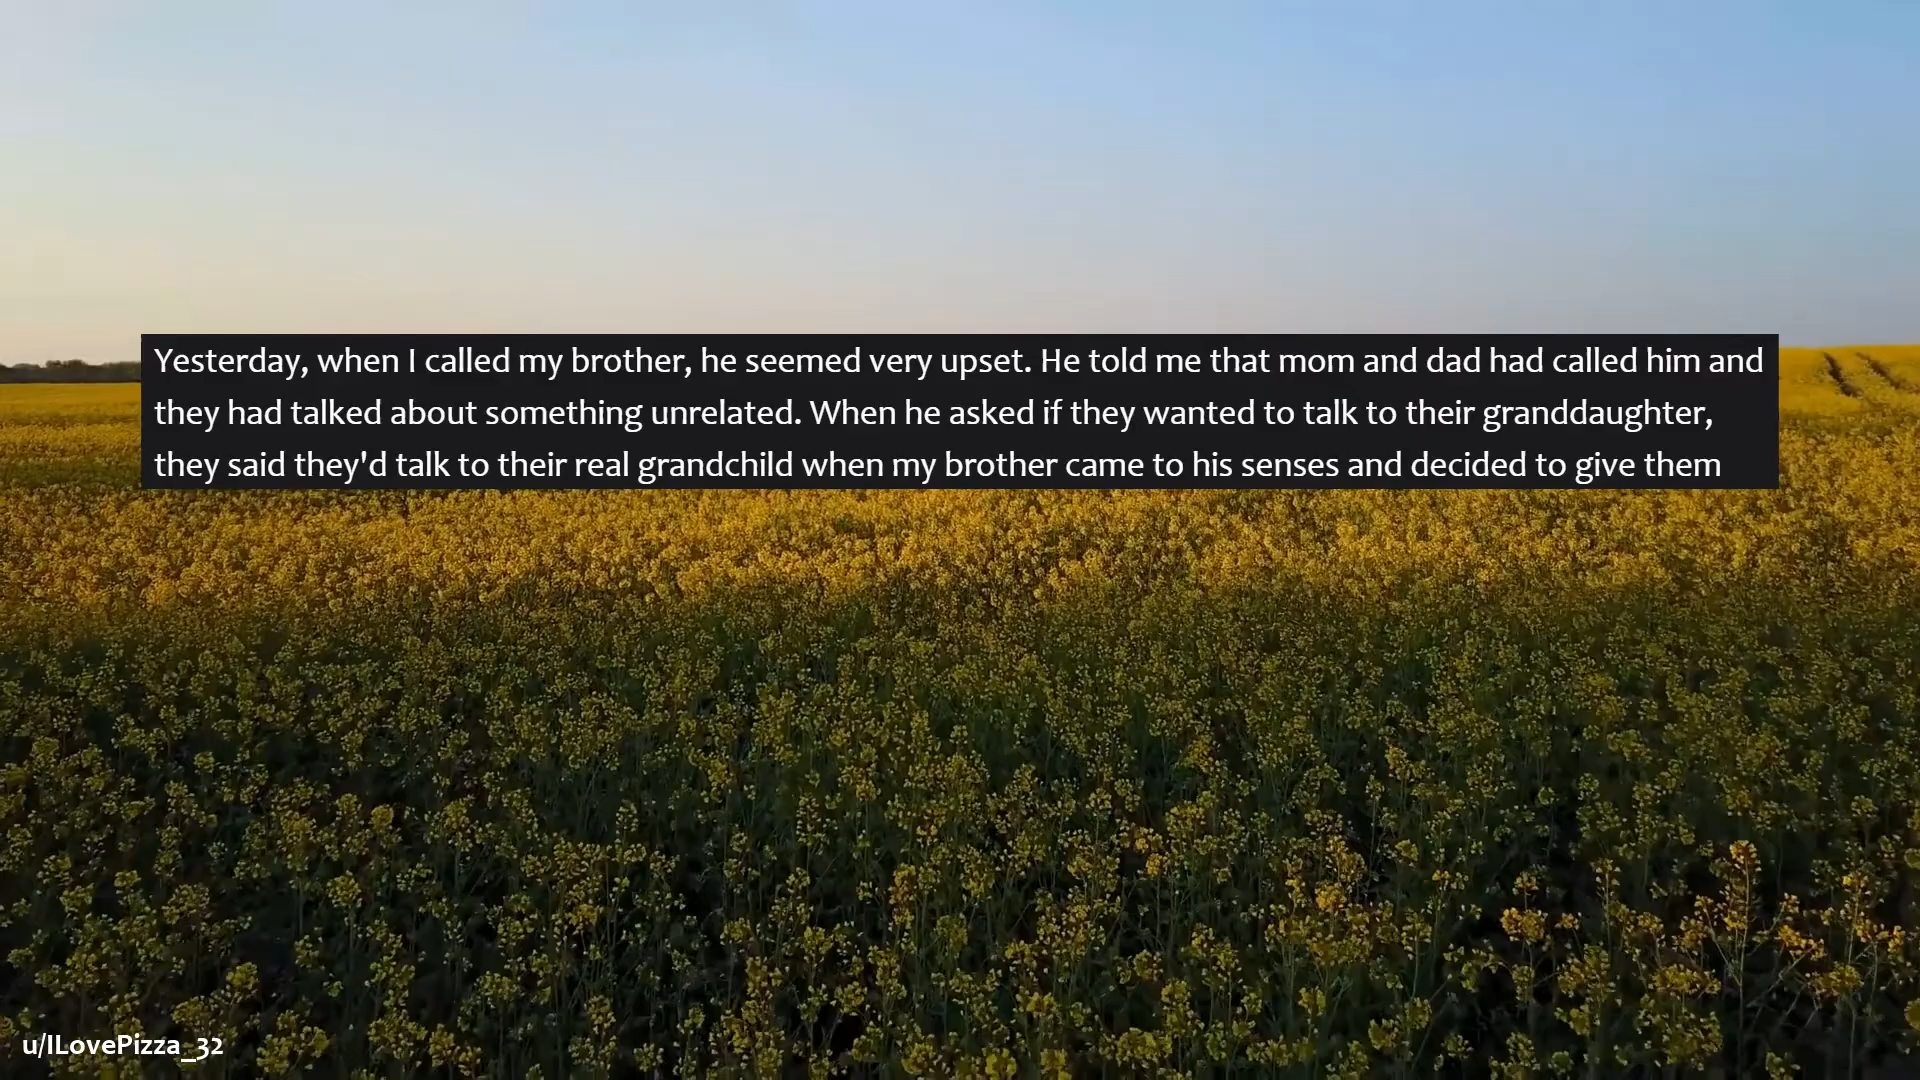 Yesterday, when I called my brother, he seemed very upset. He told me that mom and dad had called him and
they had talked about something unrelated. When he asked if they wanted to talk to their granddaughter,
they said they'd talk to their real grandchild when my brother came to his senses and decided to give them
u/ILovePizza_32